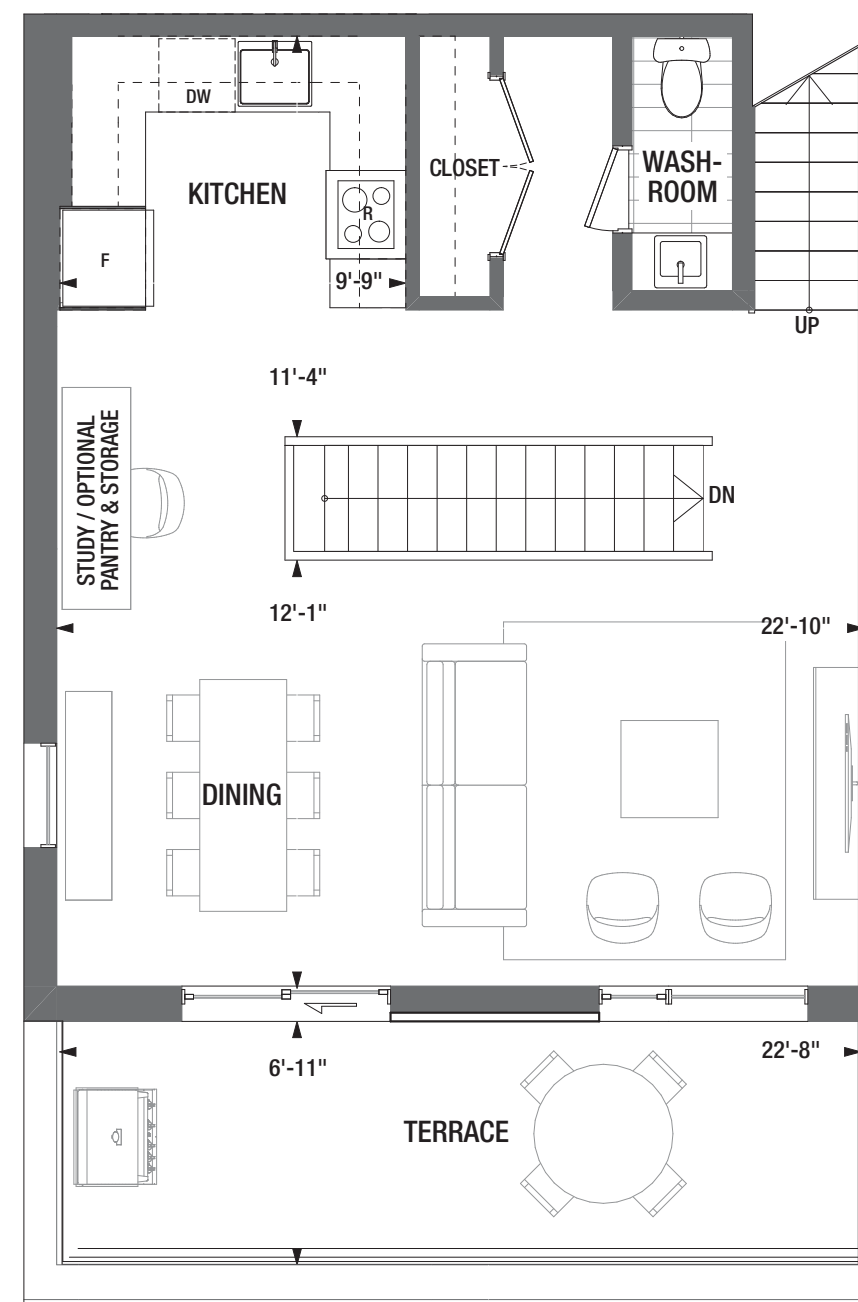 DW
KITCHEN
CLOSET
WASH-
ROOM
R
F
9'-9"
UP
11'-4"
STUDY / OPTIONAL
PANTRY & STORAGE
DN
12'-1"
22'-10"
DINING
6'-11"
22'-8"
TERRACE